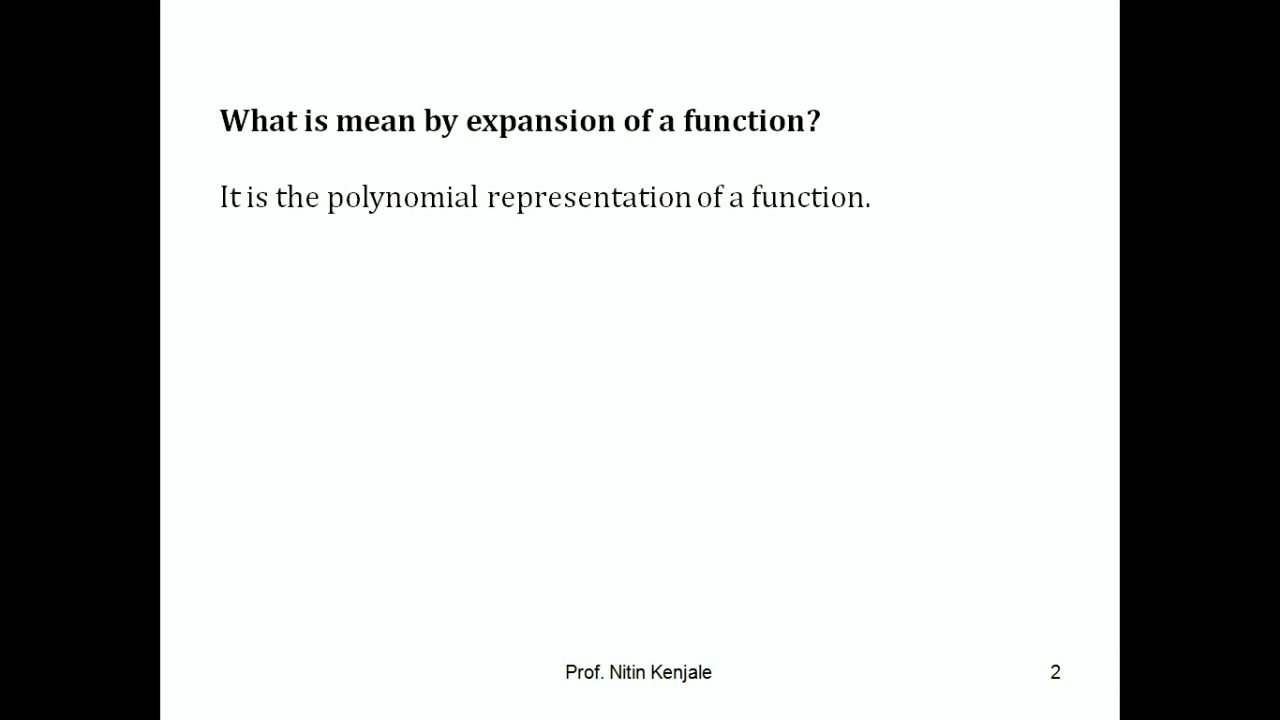 What is mean by expansion of a function?
It is the polynomial representation of a function.
Prof. Nitin Kenjale
2